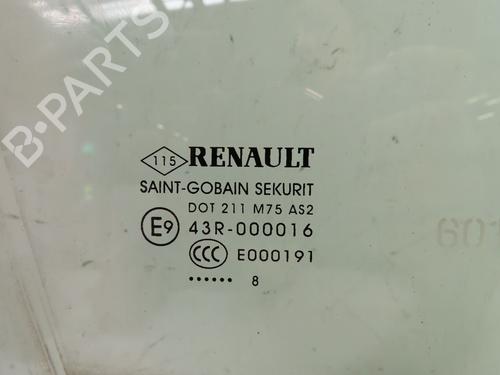 B-PARTS
115 RENAULT
SAINT-GOBAIN SEKURIT
DOT 211 M75 AS2
E9 43R-000016
CCC E000191
...... 8